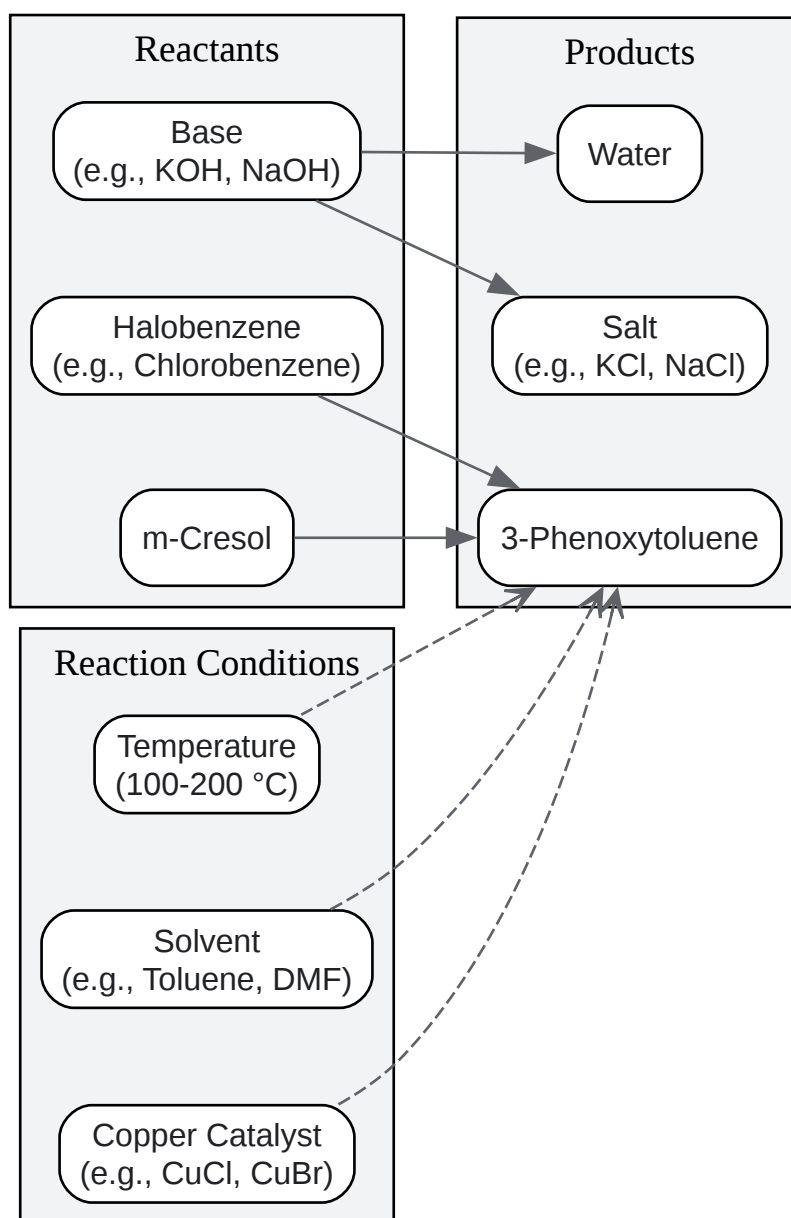 Reactants
Base
(e.g., KOH, NaOH)
Halobenzene
(e.g., Chlorobenzene)
m-Cresol
Products
Water
Salt
(e.g., KCl, NaCl)
3-Phenoxytoluene
Reaction Conditions
Temperature
(100-200 °C)
Solvent
(e.g., Toluene, DMF)
Copper Catalyst
(e.g., CuCl, CuBr)